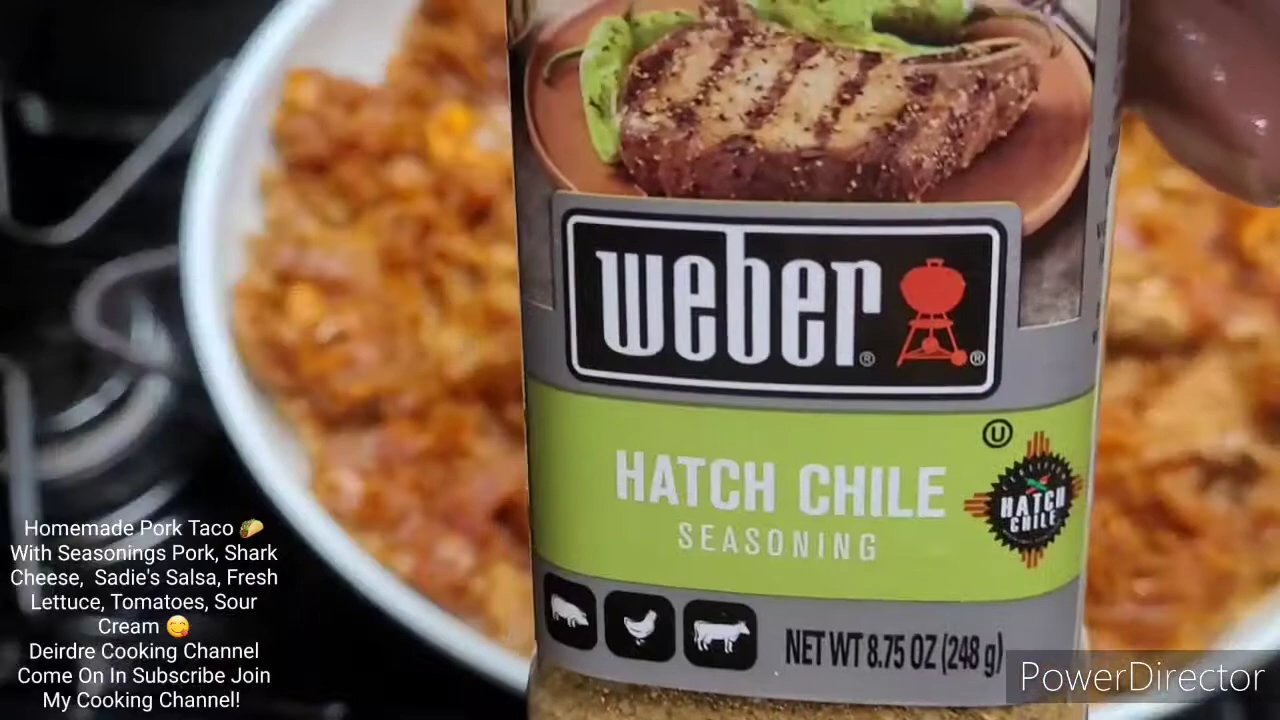 weber®
®
U
HATCH CHILE
SEASONING
HATCH
CHILE
NET WT 8.75 OZ (248 g)
Homemade Pork Taco 🌮
With Seasonings Pork, Shark
Cheese, Sadie's Salsa, Fresh
Lettuce, Tomatoes, Sour
Cream 😋
Deirdre Cooking Channel
Come On In Subscribe Join
My Cooking Channel!
PowerDirector